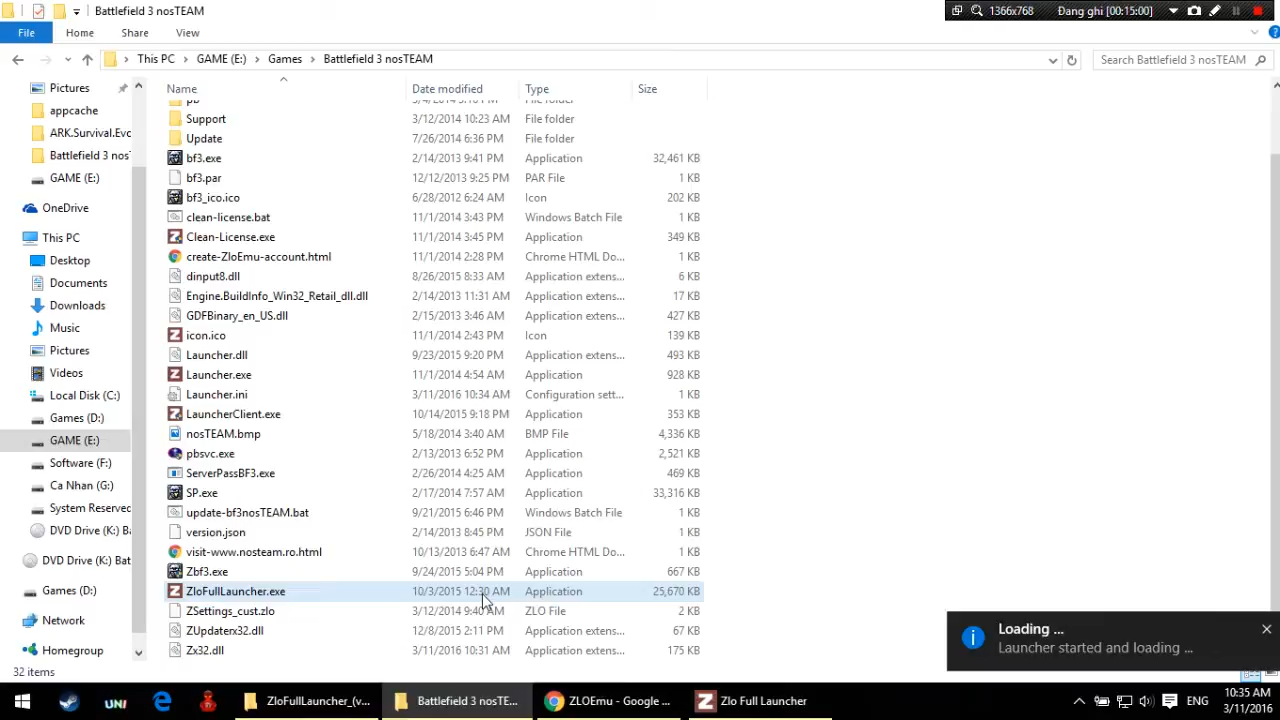 Battlefield 3 nosTEAM
1366x768 Đang ghi [00:15:00]
File Home Share View
This PC GAME (E:) Games Battlefield 3 nosTEAM
Search Battlefield 3 nosTEAM
Name Date modified Type Size
Pictures
appcache
ARK.Survival.Evo
Battlefield 3 nos'
GAME (E:)
OneDrive
This PC
Desktop
Documents
Downloads
Music
Pictures
Videos
Local Disk (C:)
Games (D:)
GAME (E:)
Software (F:)
Ca Nhan (G:)
System Reserved
DVD Drive (K:) Ba
DVD Drive (K:) Bat
Games (D:)
Network
Homegroup
pb File folder
Support 3/12/2014 10:23 AM File folder
Update 7/26/2014 6:36 PM File folder
bf3.exe 2/14/2013 9:41 PM Application 32,461 KB
bf3.par 12/12/2013 9:25 PM PAR File 1 KB
bf3_ico.ico 6/28/2012 6:24 AM Icon 202 KB
clean-license.bat 11/1/2014 3:43 PM Windows Batch File 1 KB
Clean-License.exe 11/1/2014 3:45 PM Application 349 KB
create-ZloEmu-account.html 11/1/2014 2:28 PM Chrome HTML Do... 1 KB
dinput8.dll 8/26/2015 8:33 AM Application extens... 6 KB
Engine.BuildInfo_Win32_Retail_dll.dll 2/14/2013 11:31 AM Application extens... 17 KB
GDFBinary_en_US.dll 2/15/2013 3:46 AM Application extens... 427 KB
icon.ico 11/1/2014 2:43 PM Icon 139 KB
Launcher.dll 9/23/2015 9:20 PM Application extens... 493 KB
Launcher.exe 11/1/2014 4:54 AM Application 928 KB
Launcher.ini 3/11/2016 10:34 AM Configuration sett... 1 KB
LauncherClient.exe 10/14/2015 9:18 PM Application 353 KB
nosTEAM.bmp 5/18/2014 3:40 AM BMP File 4,336 KB
pbsvc.exe 2/13/2013 6:52 PM Application 2,521 KB
ServerPassBF3.exe 2/26/2014 4:25 AM Application 469 KB
SP.exe 2/17/2014 7:57 AM Application 33,316 KB
update-bf3nosTEAM.bat 9/21/2015 6:46 PM Windows Batch File 1 KB
version.json 2/14/2013 8:45 PM JSON File 1 KB
visit-www.nosteam.ro.html 10/13/2013 6:47 AM Chrome HTML Do... 1 KB
Zbf3.exe 9/24/2015 5:04 PM Application 667 KB
ZloFullLauncher.exe 10/3/2015 12:30 AM Application 25,670 KB
ZSettings_cust.zlo 3/12/2014 9:40 AM ZLO File 2 KB
ZUpdaterx32.dll 12/8/2015 2:11 PM Application extens... 67 KB
Zx32.dll 3/11/2016 10:31 AM Application extens... 175 KB
Loading ...
Launcher started and loading ...
32 items
UNI ZloFullLauncher_(v... Battlefield 3 nosTE... ZLOEmu - Google ... Zlo Full Launcher ENG
10:35 AM
3/11/2016